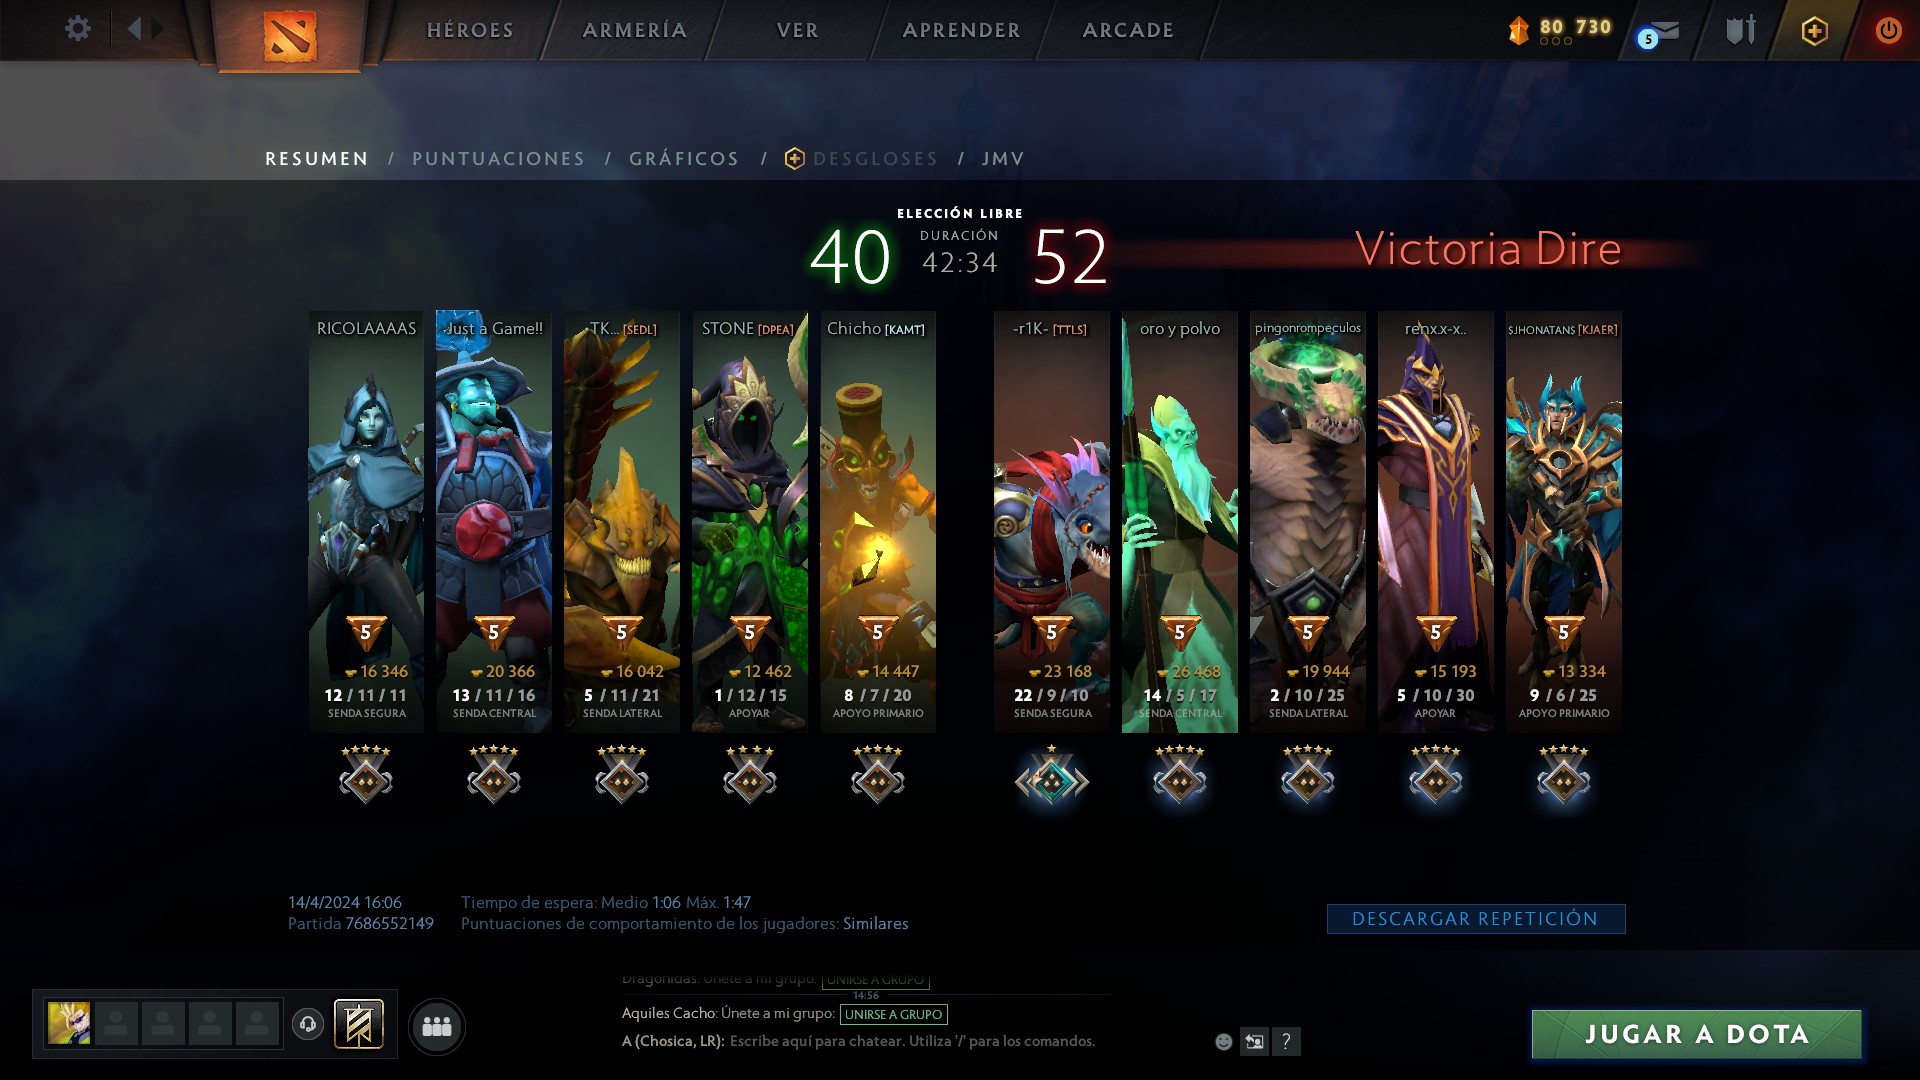 HÉROES
ARMERÍA
VER
APRENDER
ARCADE
80 730
5
RESUMEN / PUNTUACIONES / GRÁFICOS / DESGLOSES / JMV
ELECCIÓN LIBRE
40
DURACIÓN
42:34
52
Victoria Dire
RICOLAAAAS
Just a Game!!
TK... [SEDL]
STONE [DPEA]
Chicho [KAMT]
-r1K- [TTLS]
oro y polvo
pingonrompeculos
renx.x-x..
$JHONATAN$ [KJAER]
5
5
5
5
5
5
5
5
5
5
16 346
20 366
16 042
12 462
14 447
23 168
26 468
19 944
15 193
13 334
12 / 11 / 11
13 / 11 / 16
5 / 11 / 21
1 / 12 / 15
8 / 7 / 20
22 / 9 / 10
14 / 5 / 17
2 / 10 / 25
5 / 10 / 30
9 / 6 / 25
SENDA SEGURA
SENDA CENTRAL
SENDA LATERAL
APOYAR
APOYO PRIMARIO
SENDA SEGURA
SENDA CENTRAL
SENDA LATERAL
APOYAR
APOYO PRIMARIO
14/4/2024 16:06
Tiempo de espera: Medio 1:06 Máx. 1:47
Partida 7686552149
Puntuaciones de comportamiento de los jugadores: Similares
DESCARGAR REPETICIÓN
Dragonidas: Únete a mi grupo: UNIRSE A GRUPO
14:56
Aquiles Cacho: Únete a mi grupo: UNIRSE A GRUPO
A (Chosica, LR): Escribe aquí para chatear. Utiliza '/' para los comandos.
?
JUGAR A DOTA